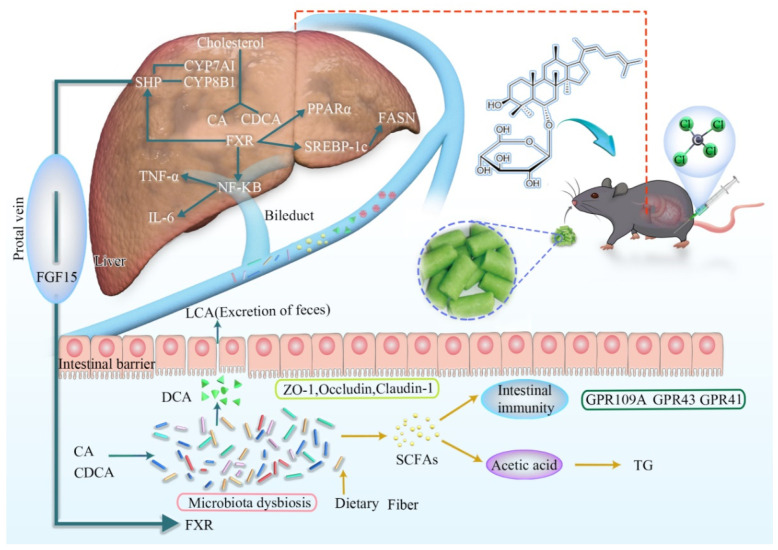 Cholesterol
CYP7A1
SHP
CYP8B1
CA
CDCA
PPARα
FASN
FXR
SREBP-1c
TNF-α
NF-KB
IL-6
Bileduct
Liver
Protal vein
FGF15
HO
O
OH
O
OH
HO
OH
OH
Cl
Cl
C
Cl
Cl
LCA(Excretion of feces)
Intestinal barrier
DCA
ZO-1,Occludin,Claudin-1
Intestinal
immunity
GPR109A GPR43 GPR41
CA
CDCA
SCFAs
Acetic acid
TG
Microbiota dysbiosis
Dietary Fiber
FXR